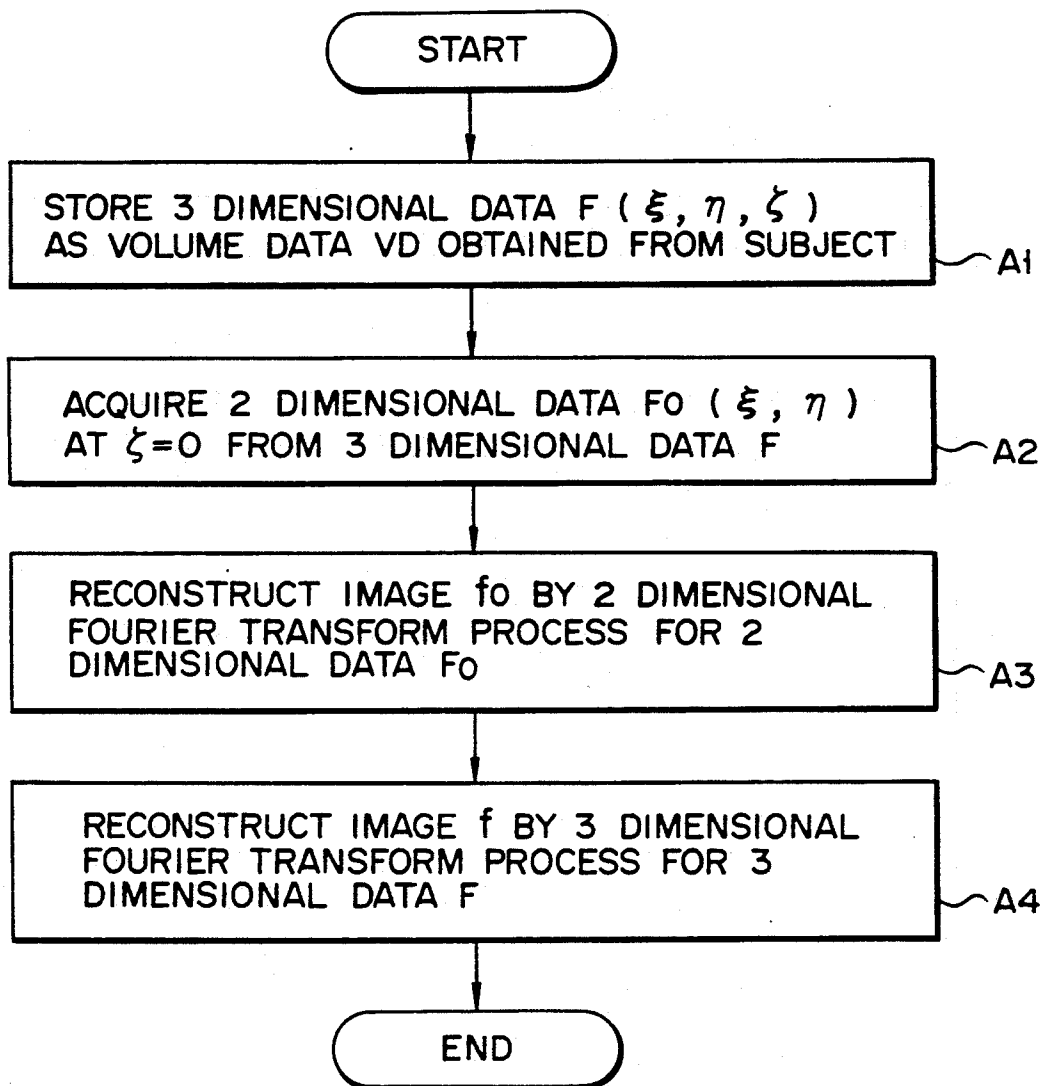 START
STORE 3 DIMENSIONAL DATA F ( ξ, η, ζ )
AS VOLUME DATA VD OBTAINED FROM SUBJECT
A1
ACQUIRE 2 DIMENSIONAL DATA Fo ( ξ, η )
AT ζ=0 FROM 3 DIMENSIONAL DATA F
A2
RECONSTRUCT IMAGE fo BY 2 DIMENSIONAL
FOURIER TRANSFORM PROCESS FOR 2
DIMENSIONAL DATA Fo
A3
RECONSTRUCT IMAGE f BY 3 DIMENSIONAL
FOURIER TRANSFORM PROCESS FOR 3
DIMENSIONAL DATA F
A4
END